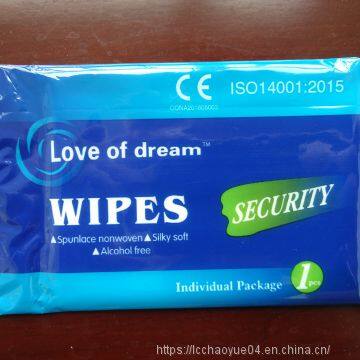 CE ISO14001:2015
CONA201606003
Love of dream™
WIPES
SECURITY
▲Spunlace nonwoven ▲Silky soft
▲Alcohol free
Individual Package 1pcs
https://lcchaoyue04.en.china.cn/